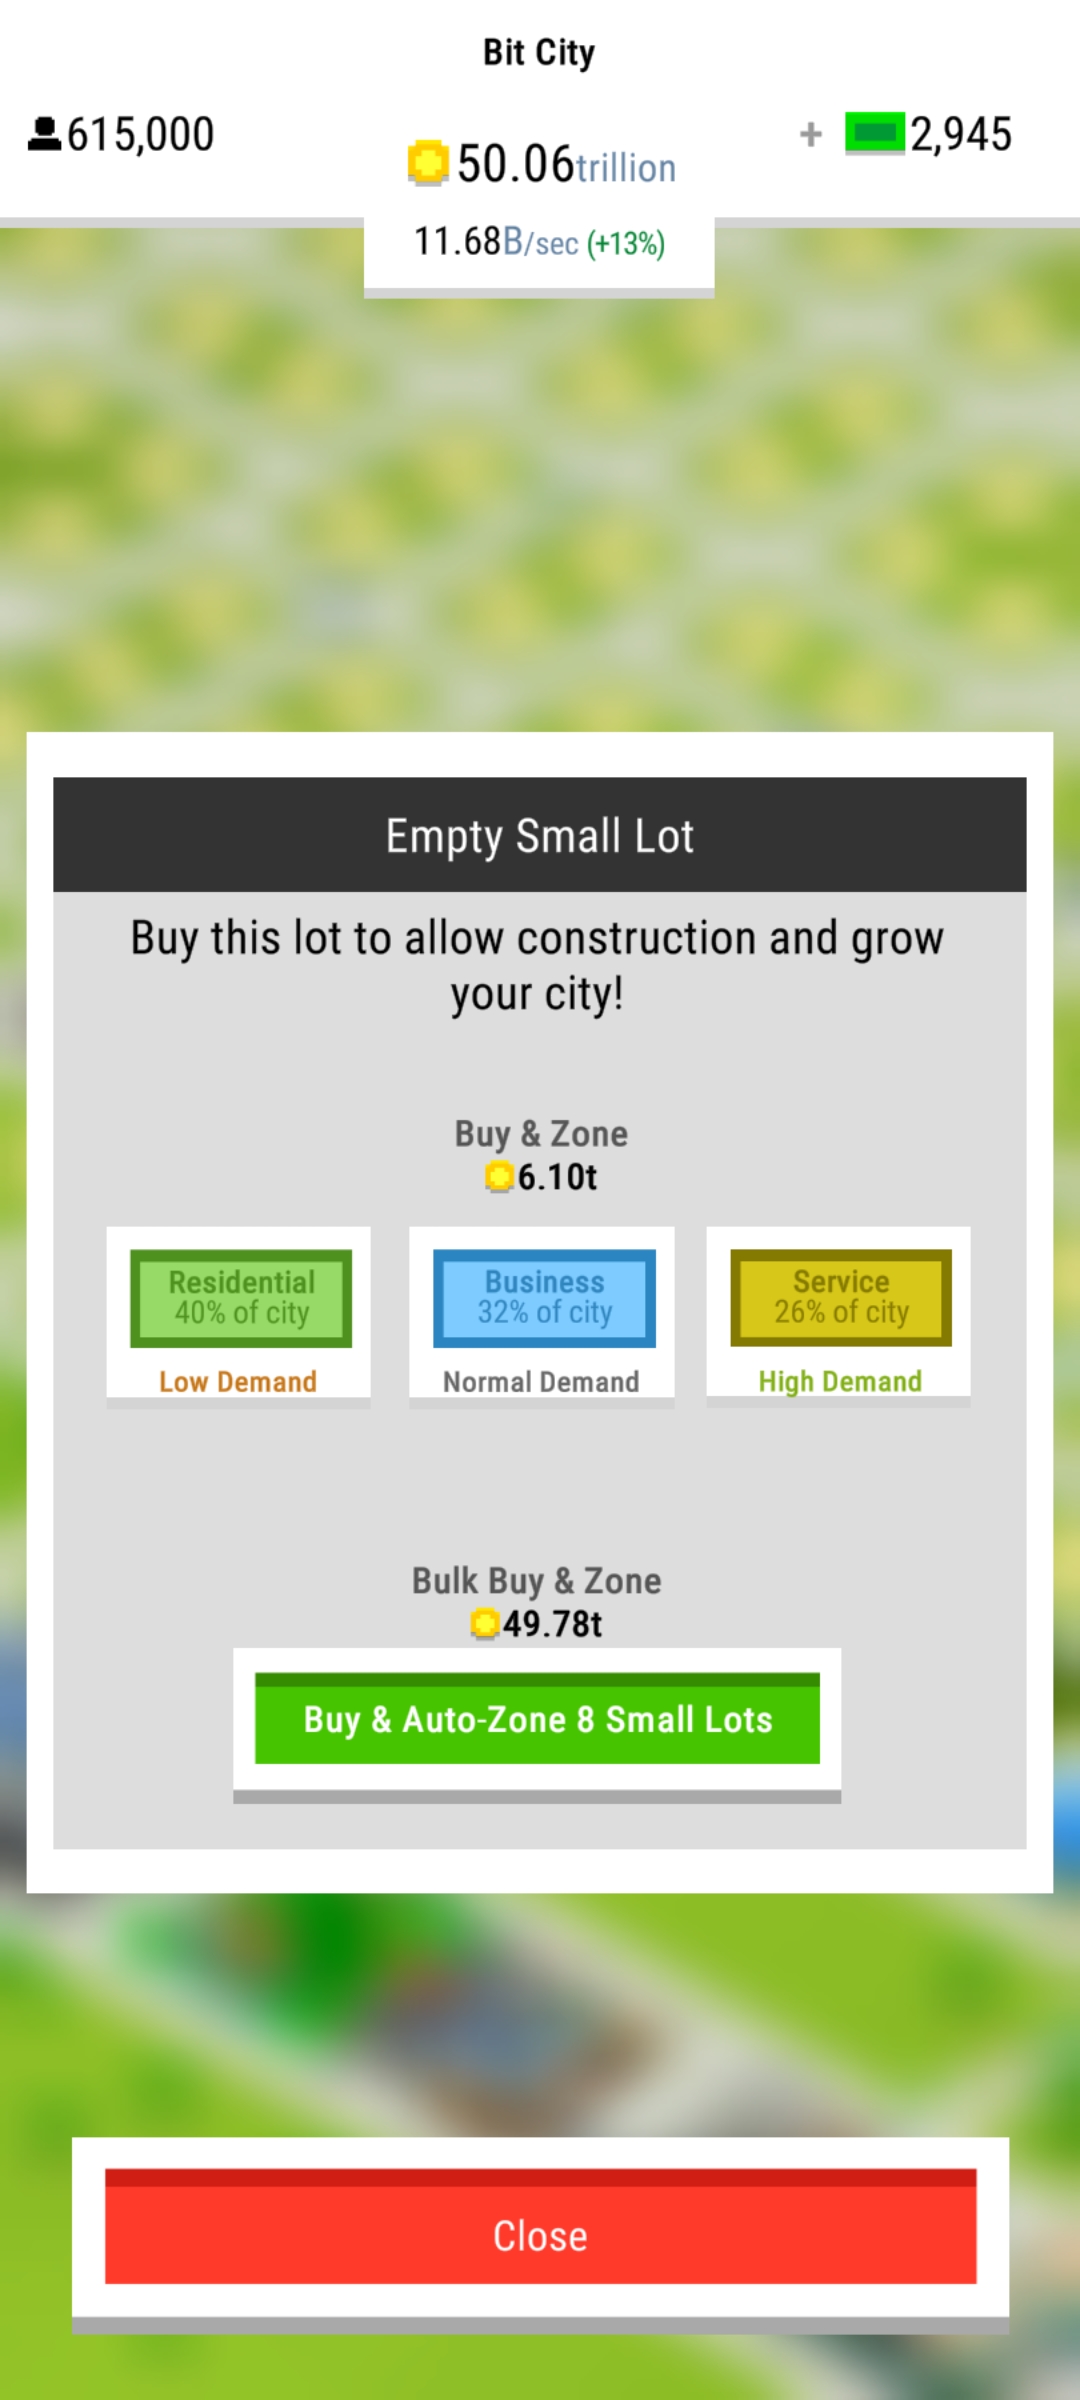 Bit City
615,000
50.06trillion
+ 2,945
11.68B/sec (+13%)
Empty Small Lot
Buy this lot to allow construction and grow
your city!
Buy & Zone
6.10t
Residential
40% of city
Low Demand
Business
32% of city
Normal Demand
Service
26% of city
High Demand
Bulk Buy & Zone
49.78t
Buy & Auto-Zone 8 Small Lots
Close